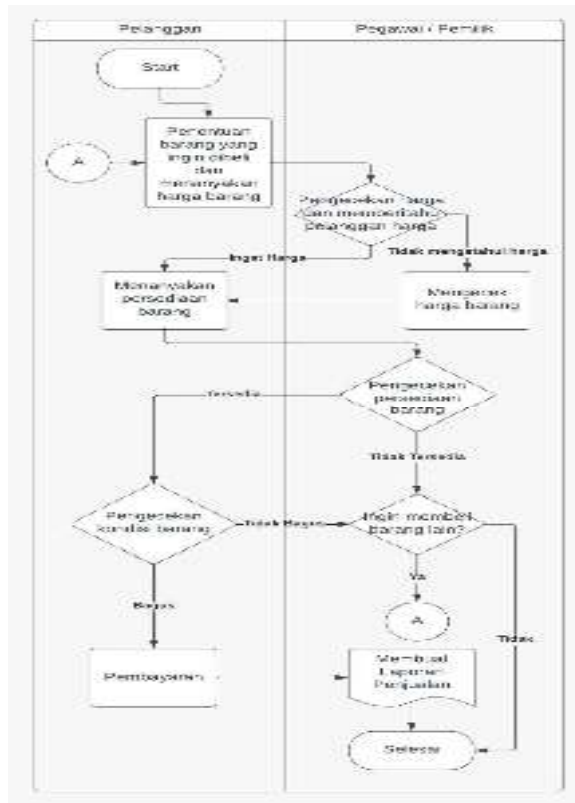 Pelanggan
Pegawai / Pemilik
Start
Penentuan
barang yang
ingin dibeli
dan
menanyakan
harga barang
A
Pengecekan harga
dan memberitahu
pelanggan harga
Ingat Harga
Tidak mengetahui harga
Menanyakan
persediaan
barang
Mengecek
harga barang
Pengecekan
persediaan
barang
Tersedia
Tidak Tersedia
Pengecekan
kondisi barang
Tidak Bagus
Ingin membeli
barang lain?
Ya
Bagus
A
Tidak
Pembayaran
Membuat
Laporan
Penjualan
Selesai